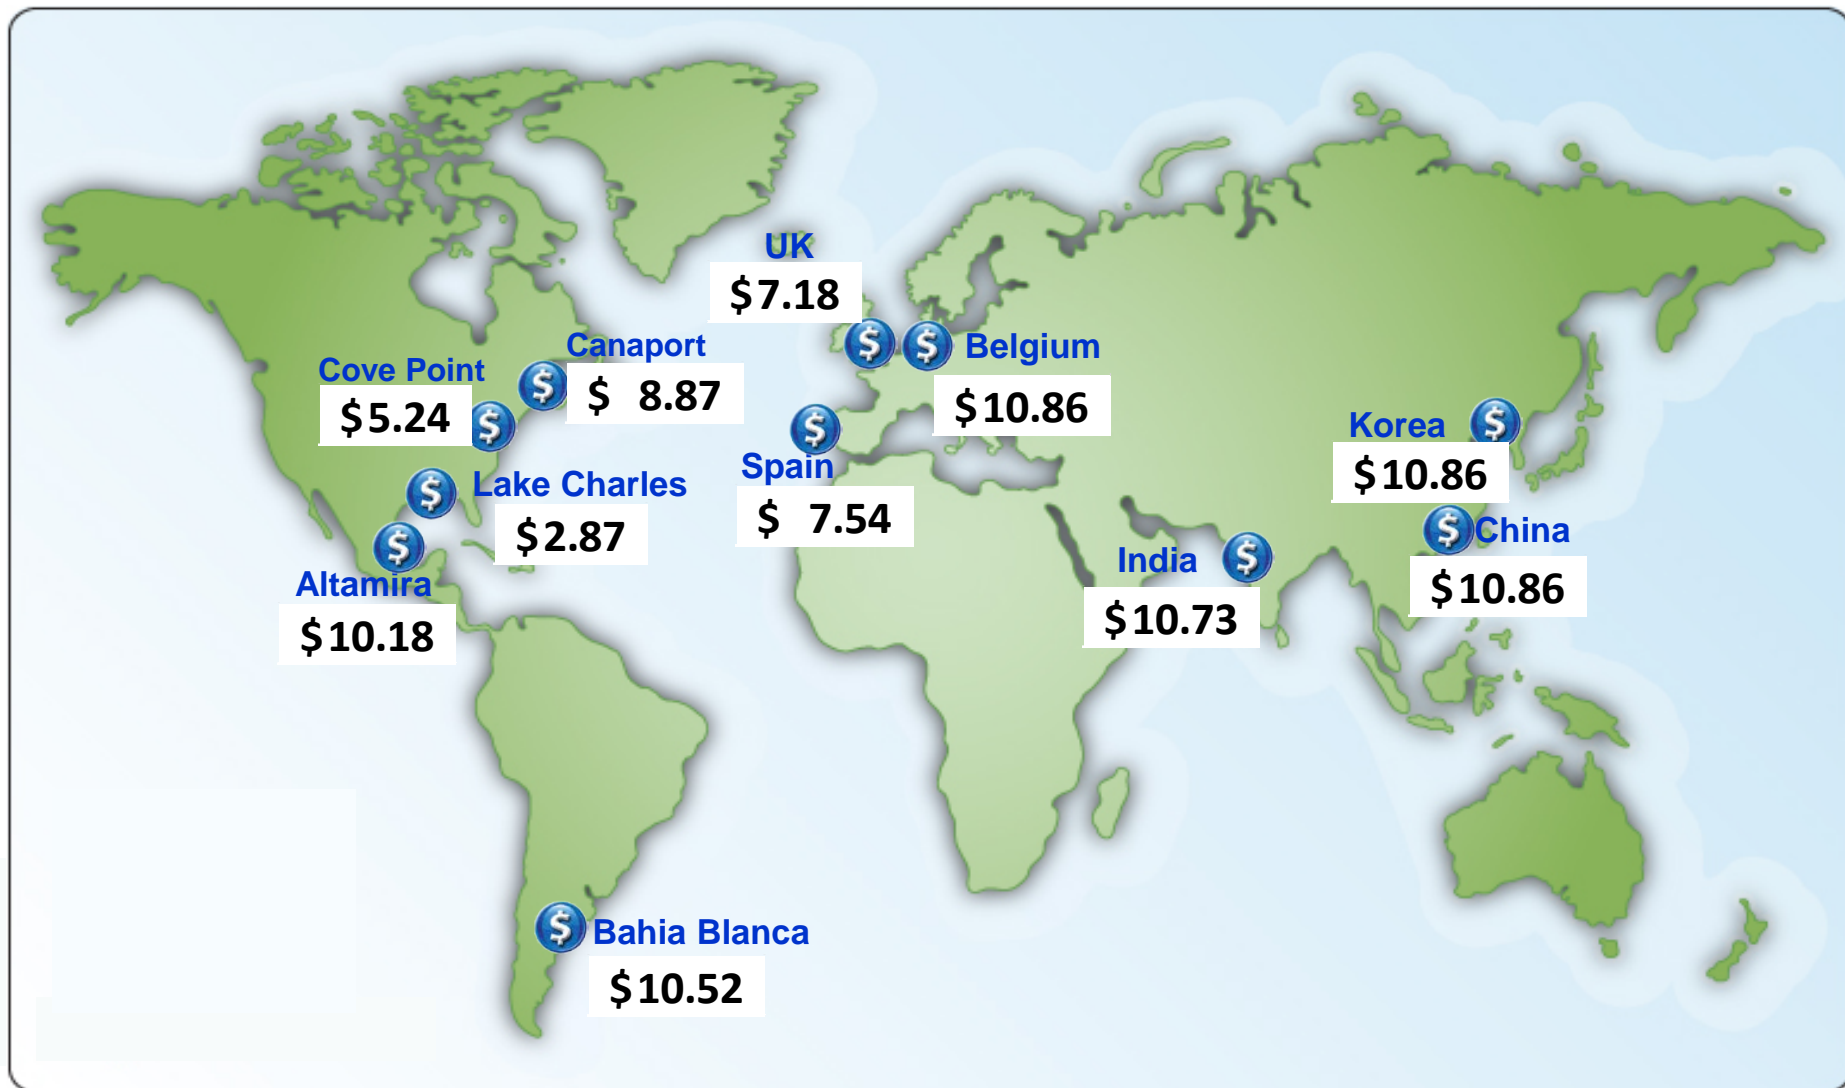 UK
$7.18
Canaport
$ 8.87
Cove Point
$5.24
Belgium
$10.86
Korea
$10.86
Spain
$ 7.54
Lake Charles
$2.87
China
$10.86
India
$10.73
Altamira
$10.18
Bahia Blanca
$10.52